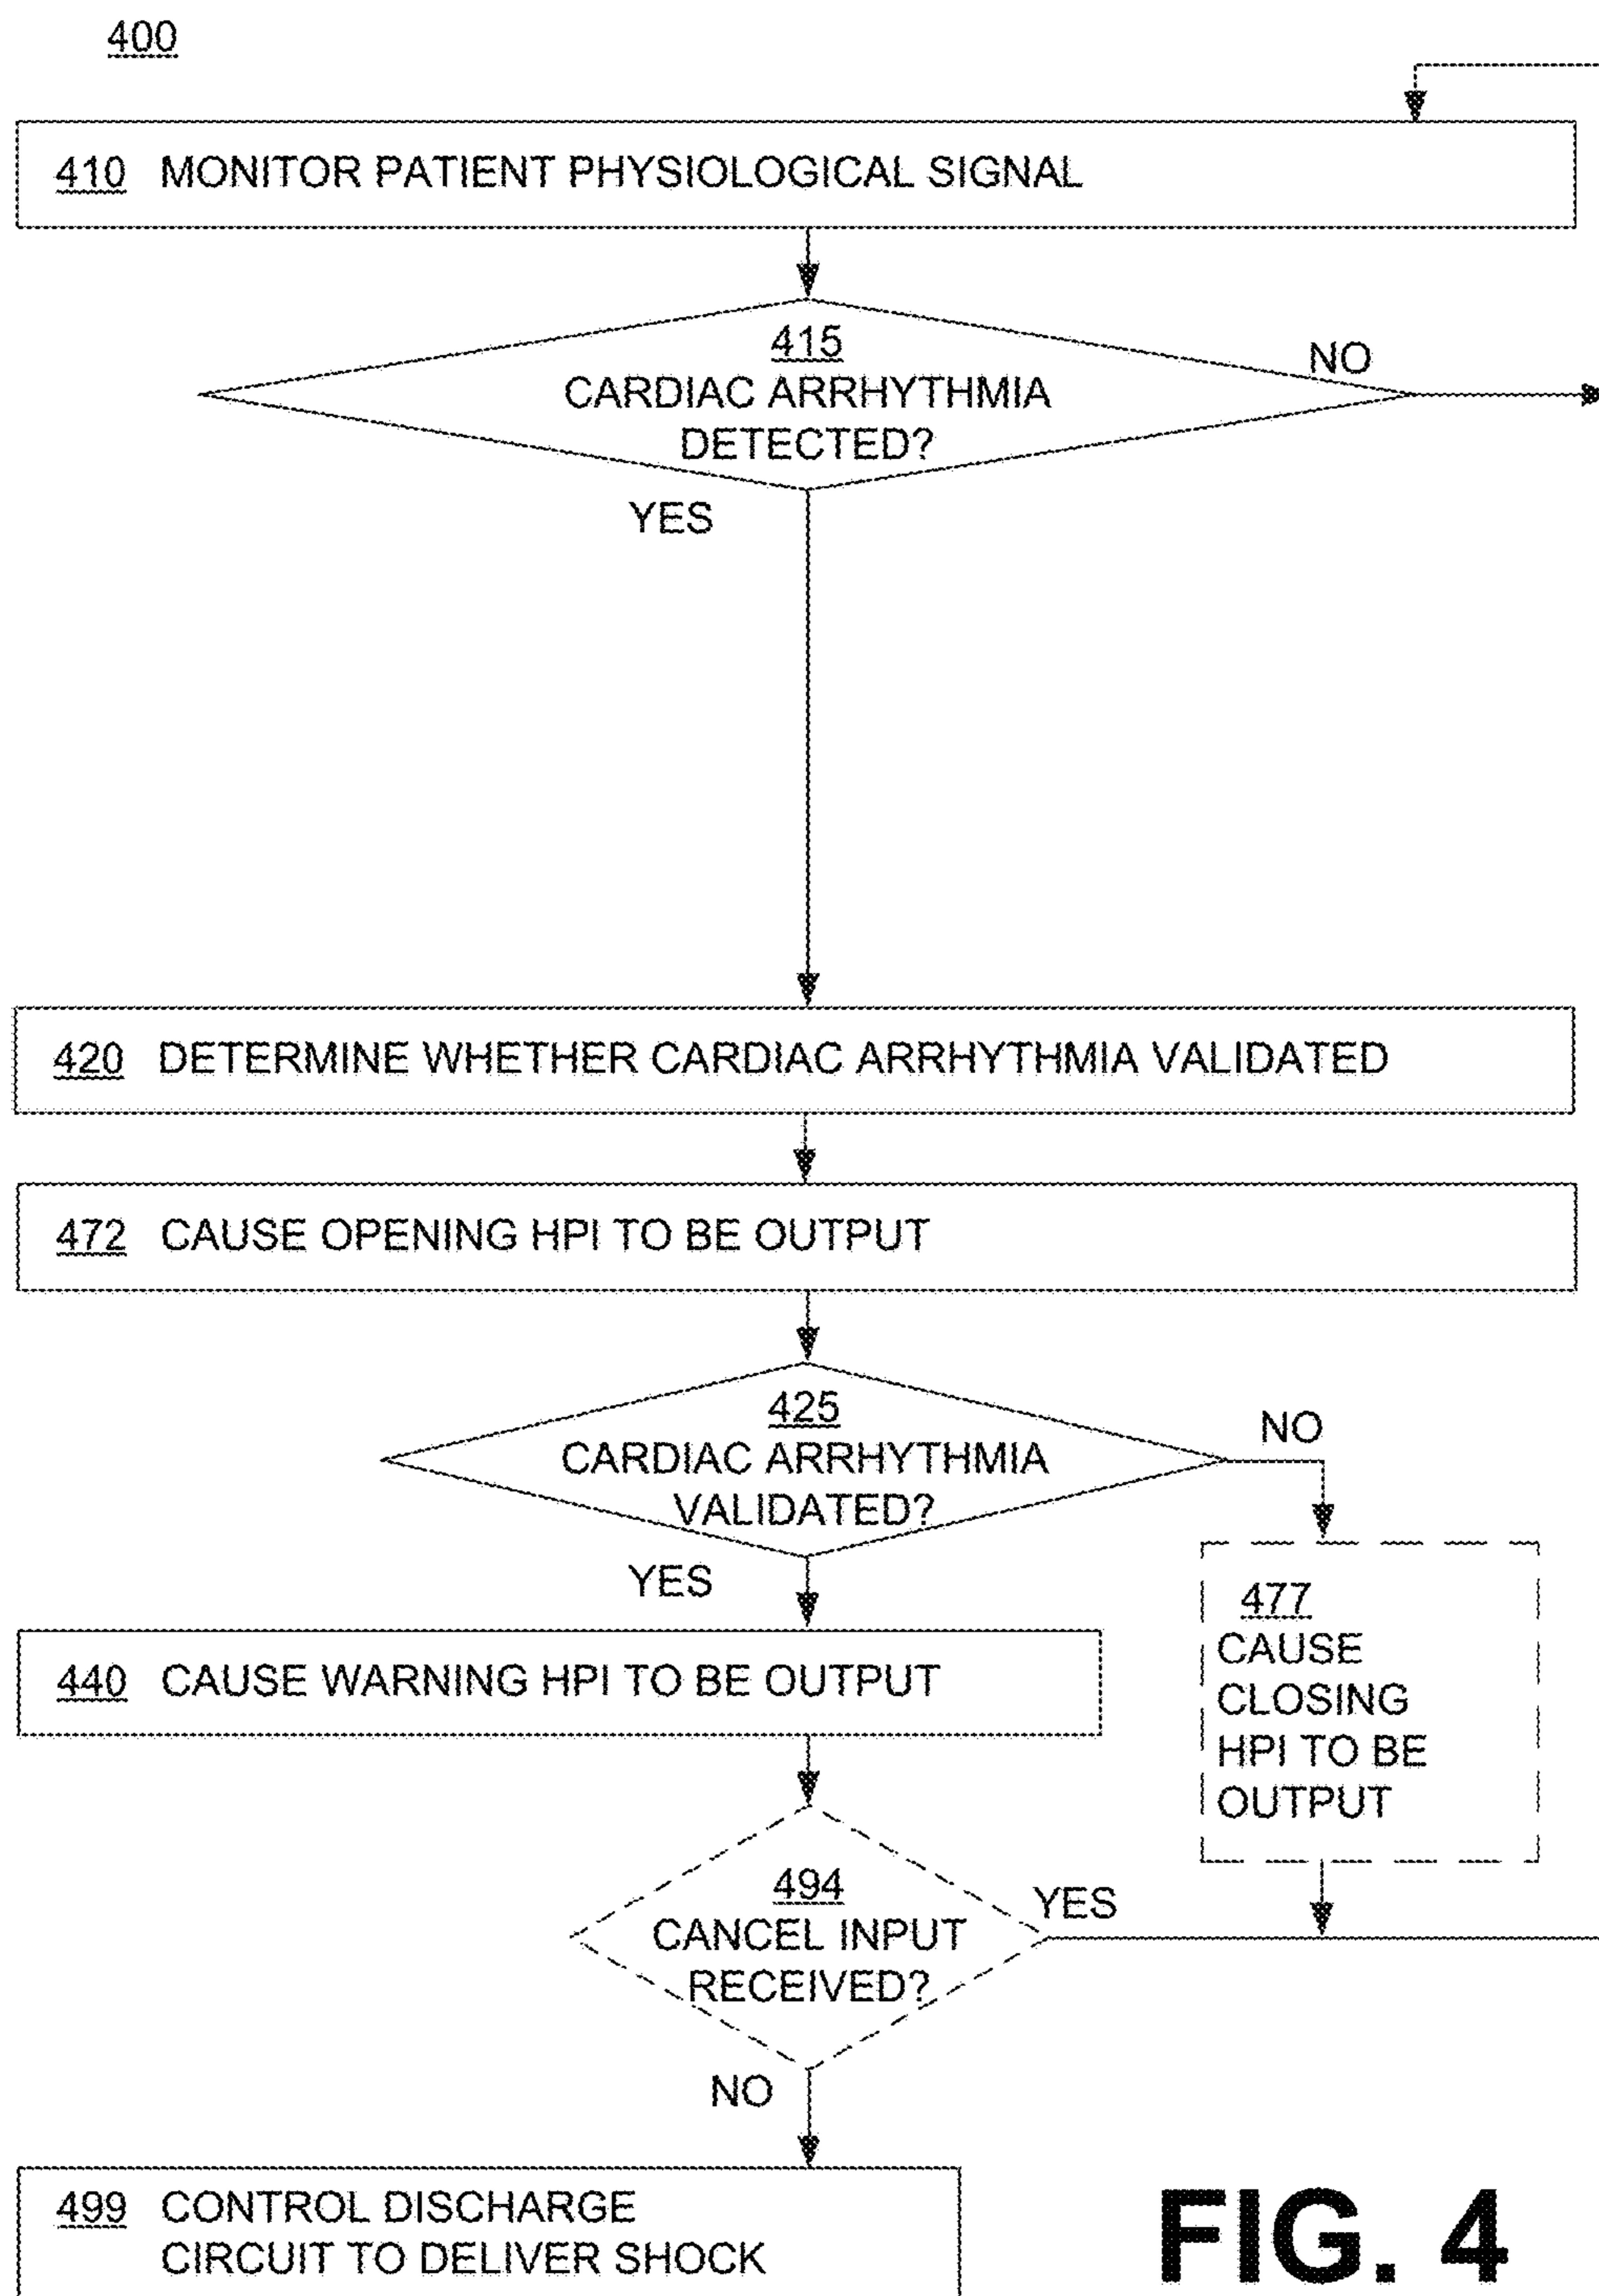 400
410 MONITOR PATIENT PHYSIOLOGICAL SIGNAL
415
CARDIAC ARRHYTHMIA
DETECTED?
NO
YES
420 DETERMINE WHETHER CARDIAC ARRHYTHMIA VALIDATED
472 CAUSE OPENING HPI TO BE OUTPUT
425
CARDIAC ARRHYTHMIA
VALIDATED?
NO
YES
477
CAUSE
CLOSING
HPI TO BE
OUTPUT
440 CAUSE WARNING HPI TO BE OUTPUT
494
CANCEL INPUT
RECEIVED?
YES
NO
499 CONTROL DISCHARGE
CIRCUIT TO DELIVER SHOCK
FIG. 4